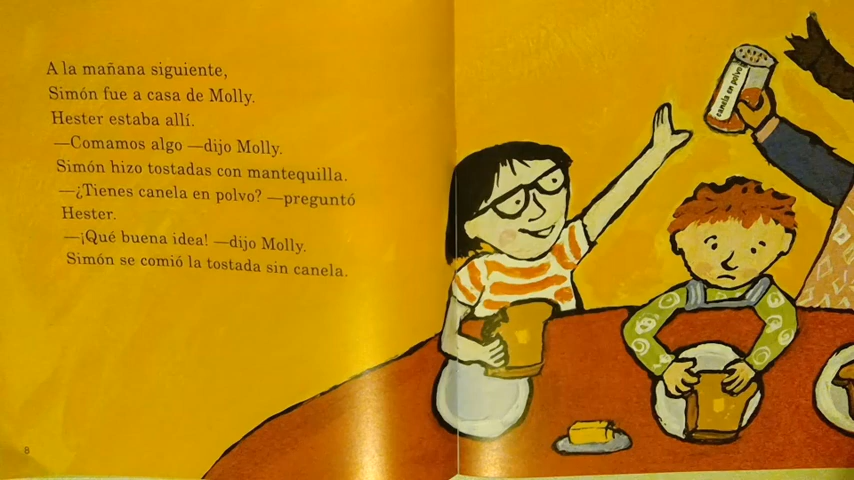 A la mañana siguiente,
Simón fue a casa de Molly.
Hester estaba allí.
—Comamos algo —dijo Molly.
Simón hizo tostadas con mantequilla.
—¿Tienes canela en polvo? —preguntó
Hester.
—¡Qué buena idea! —dijo Molly.
Simón se comió la tostada sin canela.
8
canela en polvo